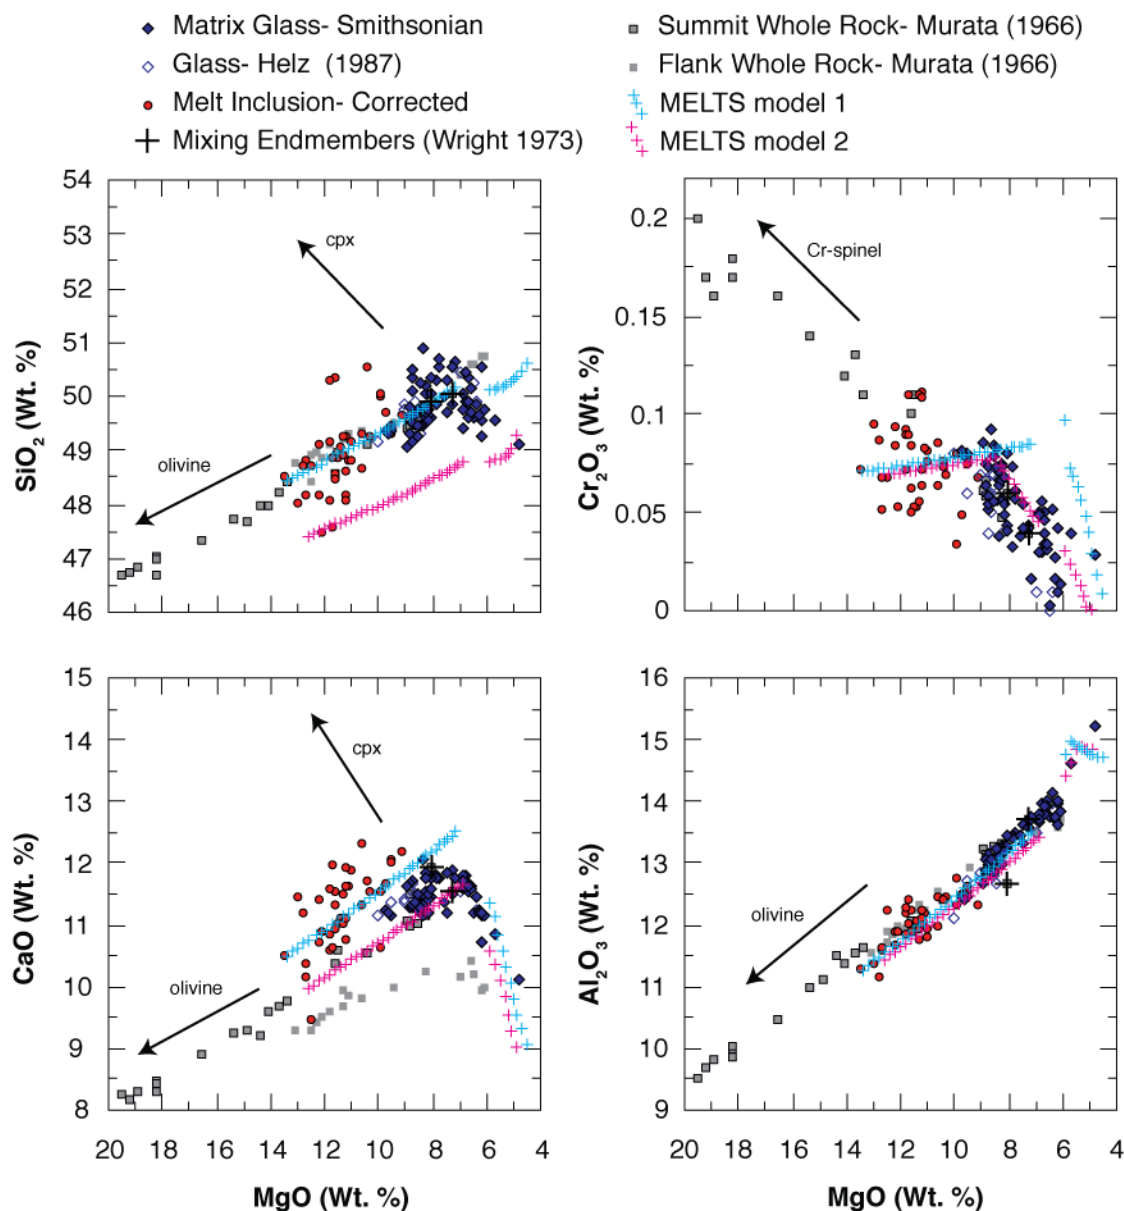 Matrix Glass- Smithsonian
Glass- Helz (1987)
Melt Inclusion- Corrected
Mixing Endmembers (Wright 1973)
Summit Whole Rock- Murata (1966)
Flank Whole Rock- Murata (1966)
MELTS model 1
MELTS model 2
54
53
52
51
50
49
48
47
46
SiO2 (Wt. %)
cpx
olivine
0.2
0.15
0.1
0.05
0
Cr2O3 (Wt. %)
Cr-spinel
15
14
13
12
11
10
9
8
CaO (Wt. %)
cpx
olivine
20 18 16 14 12 10 8 6 4
MgO (Wt. %)
16
15
14
13
12
11
10
9
Al2O3 (Wt. %)
olivine
20 18 16 14 12 10 8 6 4
MgO (Wt. %)